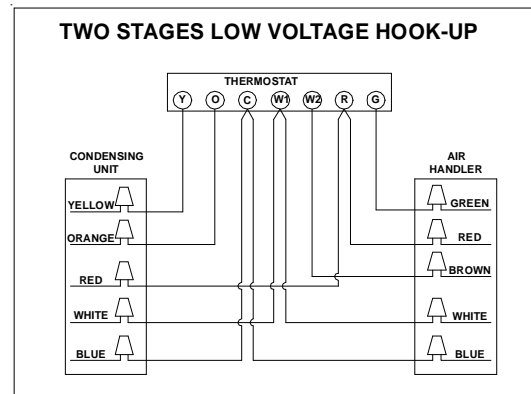 TWO STAGES LOW VOLTAGE HOOK-UP
THERMOSTAT
Y O C W1 W2 R G
CONDENSING
UNIT
YELLOW
ORANGE
RED
WHITE
BLUE
AIR
HANDLER
GREEN
RED
BROWN
WHITE
BLUE